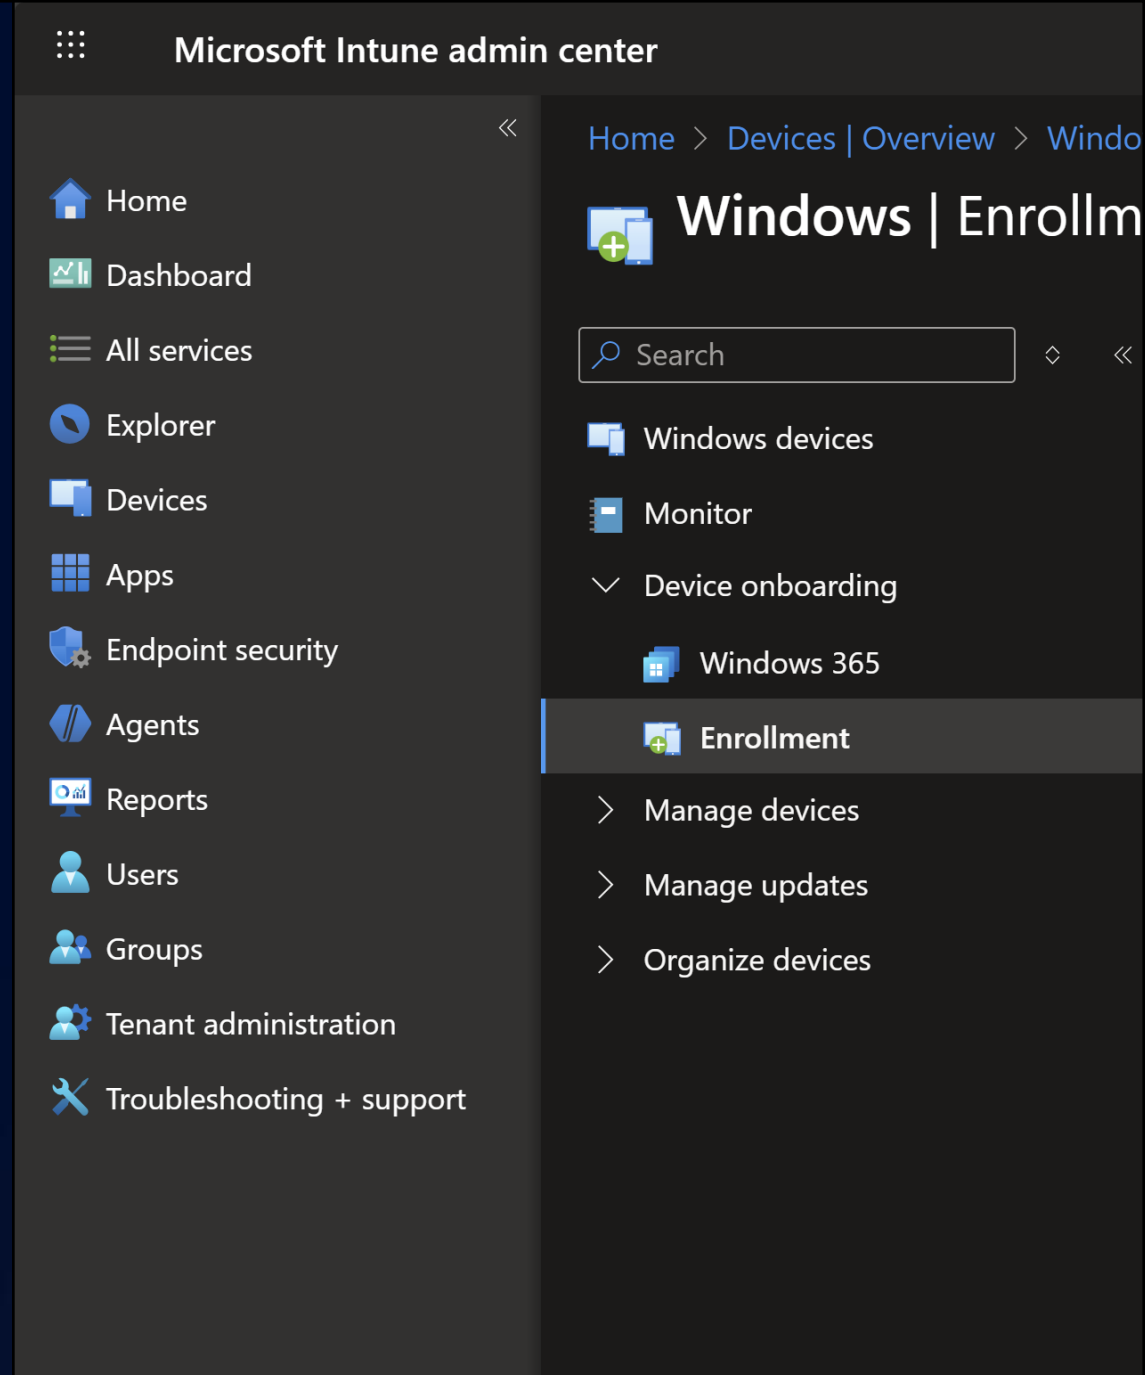 Microsoft Intune admin center
Home
Dashboard
All services
Explorer
Devices
Apps
Endpoint security
Agents
Reports
Users
Groups
Tenant administration
Troubleshooting + support
Home > Devices | Overview > Windo
Windows | Enrollm
Search
Windows devices
Monitor
Device onboarding
Windows 365
Enrollment
Manage devices
Manage updates
Organize devices